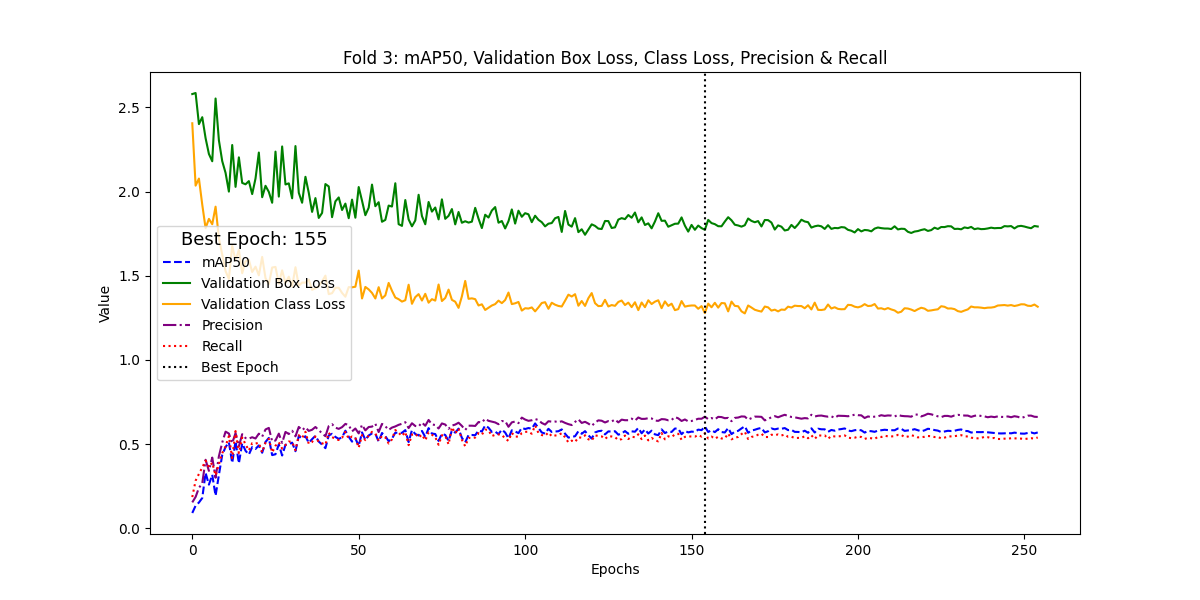 Fold 3: mAP50, Validation Box Loss, Class Loss, Precision & Recall
2.5
2.0
1.5
1.0
0.5
0.0
Value
Best Epoch: 155
mAP50
Validation Box Loss
Validation Class Loss
Precision
Recall
Best Epoch
0 50 100 150 200 250
Epochs